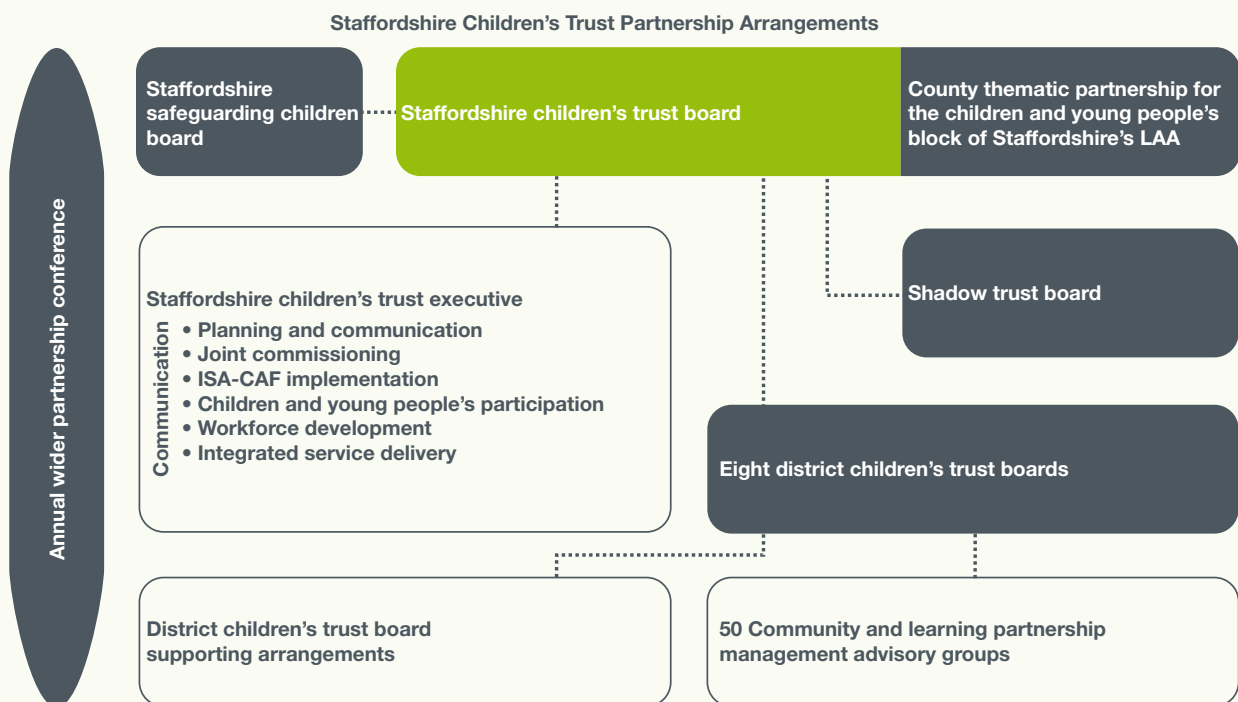 Staffordshire Children’s Trust Partnership Arrangements
Annual wider partnership conference
Staffordshire
safeguarding children
board
Staffordshire children’s trust board
County thematic partnership for
the children and young people’s
block of Staffordshire’s LAA
Staffordshire children’s trust executive
Communication
• Planning and communication
• Joint commissioning
• ISA-CAF implementation
• Children and young people’s participation
• Workforce development
• Integrated service delivery
Shadow trust board
Eight district children’s trust boards
District children’s trust board
supporting arrangements
50 Community and learning partnership
management advisory groups